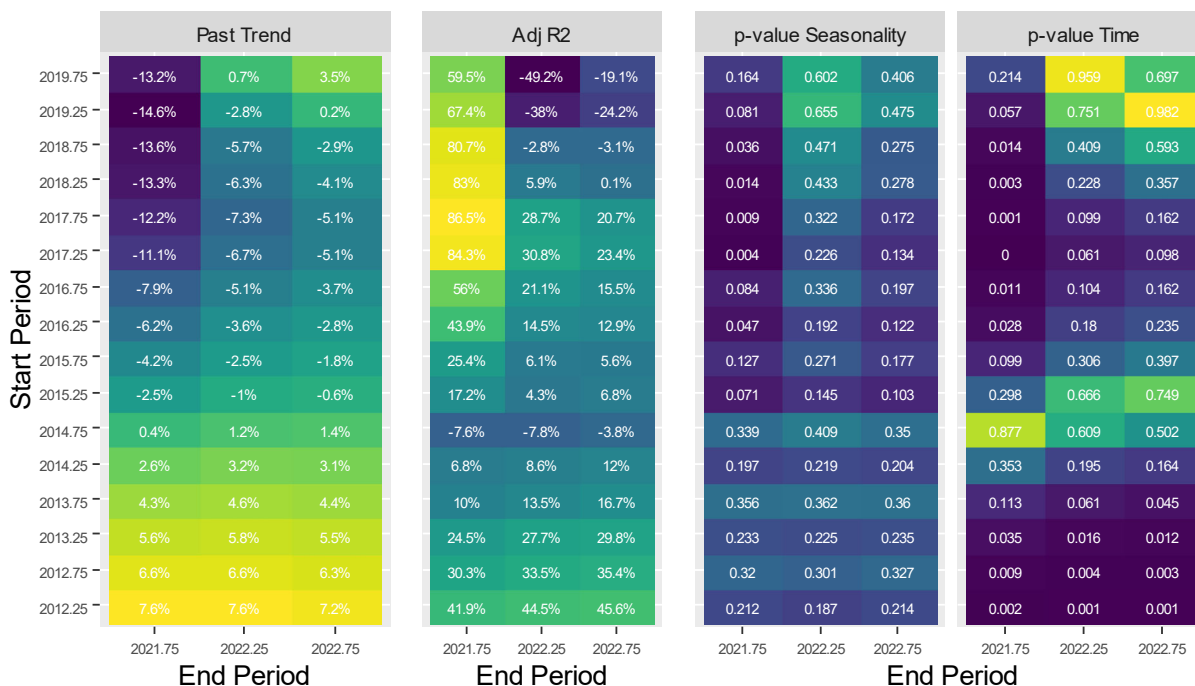 Past Trend Adj R2 p-value Seasonality p-value Time
2019.75 -13.2% 0.7% 3.5% 59.5% -49.2% -19.1% 0.164 0.602 0.406 0.214 0.959 0.697
2019.25 -14.6% -2.8% 0.2% 67.4% -38% -24.2% 0.081 0.655 0.475 0.057 0.751 0.982
2018.75 -13.6% -5.7% -2.9% 80.7% -2.8% -3.1% 0.036 0.471 0.275 0.014 0.409 0.593
2018.25 -13.3% -6.3% -4.1% 83% 5.9% 0.1% 0.014 0.433 0.278 0.003 0.228 0.357
2017.75 -12.2% -7.3% -5.1% 86.5% 28.7% 20.7% 0.009 0.322 0.172 0.001 0.099 0.162
2017.25 -11.1% -6.7% -5.1% 84.3% 30.8% 23.4% 0.004 0.226 0.134 0 0.061 0.098
2016.75 -7.9% -5.1% -3.7% 56% 21.1% 15.5% 0.084 0.336 0.197 0.011 0.104 0.162
2016.25 -6.2% -3.6% -2.8% 43.9% 14.5% 12.9% 0.047 0.192 0.122 0.028 0.18 0.235
2015.75 -4.2% -2.5% -1.8% 25.4% 6.1% 5.6% 0.127 0.271 0.177 0.099 0.306 0.397
2015.25 -2.5% -1% -0.6% 17.2% 4.3% 6.8% 0.071 0.145 0.103 0.298 0.666 0.749
2014.75 0.4% 1.2% 1.4% -7.6% -7.8% -3.8% 0.339 0.409 0.35 0.877 0.609 0.502
2014.25 2.6% 3.2% 3.1% 6.8% 8.6% 12% 0.197 0.219 0.204 0.353 0.195 0.164
2013.75 4.3% 4.6% 4.4% 10% 13.5% 16.7% 0.356 0.362 0.36 0.113 0.061 0.045
2013.25 5.6% 5.8% 5.5% 24.5% 27.7% 29.8% 0.233 0.225 0.235 0.035 0.016 0.012
2012.75 6.6% 6.6% 6.3% 30.3% 33.5% 35.4% 0.32 0.301 0.327 0.009 0.004 0.003
2012.25 7.6% 7.6% 7.2% 41.9% 44.5% 45.6% 0.212 0.187 0.214 0.002 0.001 0.001
Start Period
2021.75 2022.25 2022.75 2021.75 2022.25 2022.75 2021.75 2022.25 2022.75 2021.75 2022.25 2022.75
End Period End Period End Period